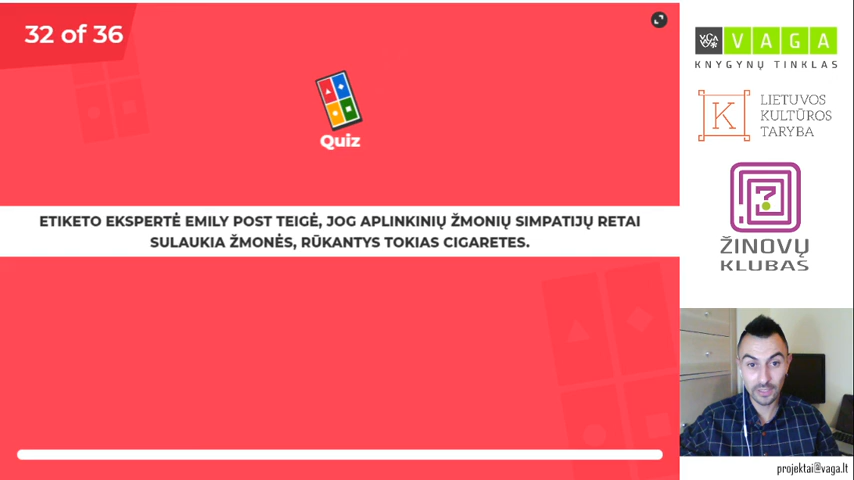 32 of 36
Quiz
ETIKETO EKSPERTĖ EMILY POST TEIGĖ, JOG APLINKINIŲ ŽMONIŲ SIMPATIJŲ RETAI
SULAUKIA ŽMONĖS, RŪKANTYS TOKIAS CIGARETES.
VAGA
KNYGYNŲ TINKLAS
K
LIETUVOS
KULTŪROS
TARYBA
?
ŽINOVŲ
KLUBAS
projektai@vaga.lt